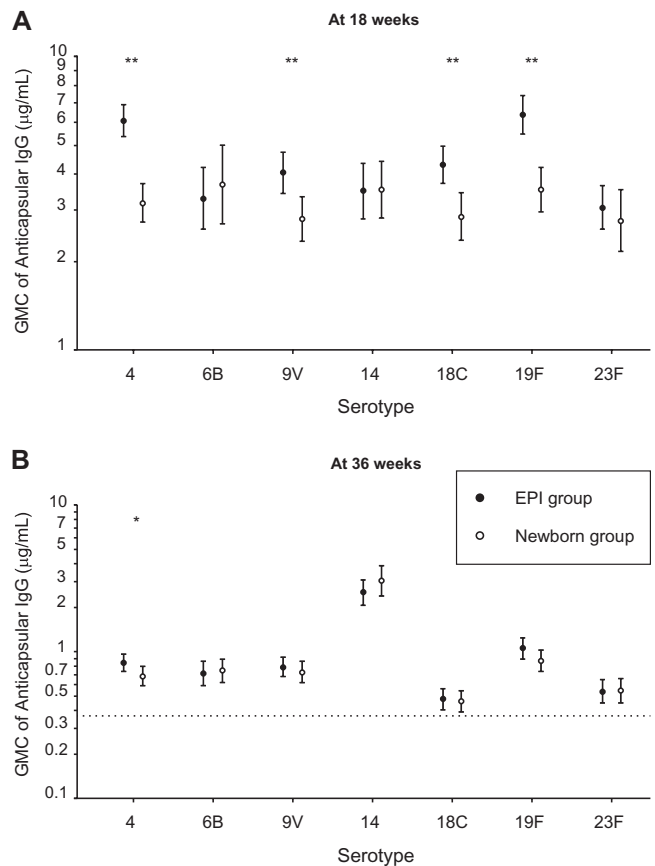 A
At 18 weeks
GMC of Anticapsular IgG (μg/mL)
10
9
8
7
6
5
4
3
2
1
** ** ** **
4 6B 9V 14 18C 19F 23F
Serotype
B
At 36 weeks
GMC of Anticapsular IgG (μg/mL)
10
7
5
3
2
1
0.7
0.5
0.3
0.2
0.1
*
EPI group
Newborn group
4 6B 9V 14 18C 19F 23F
Serotype